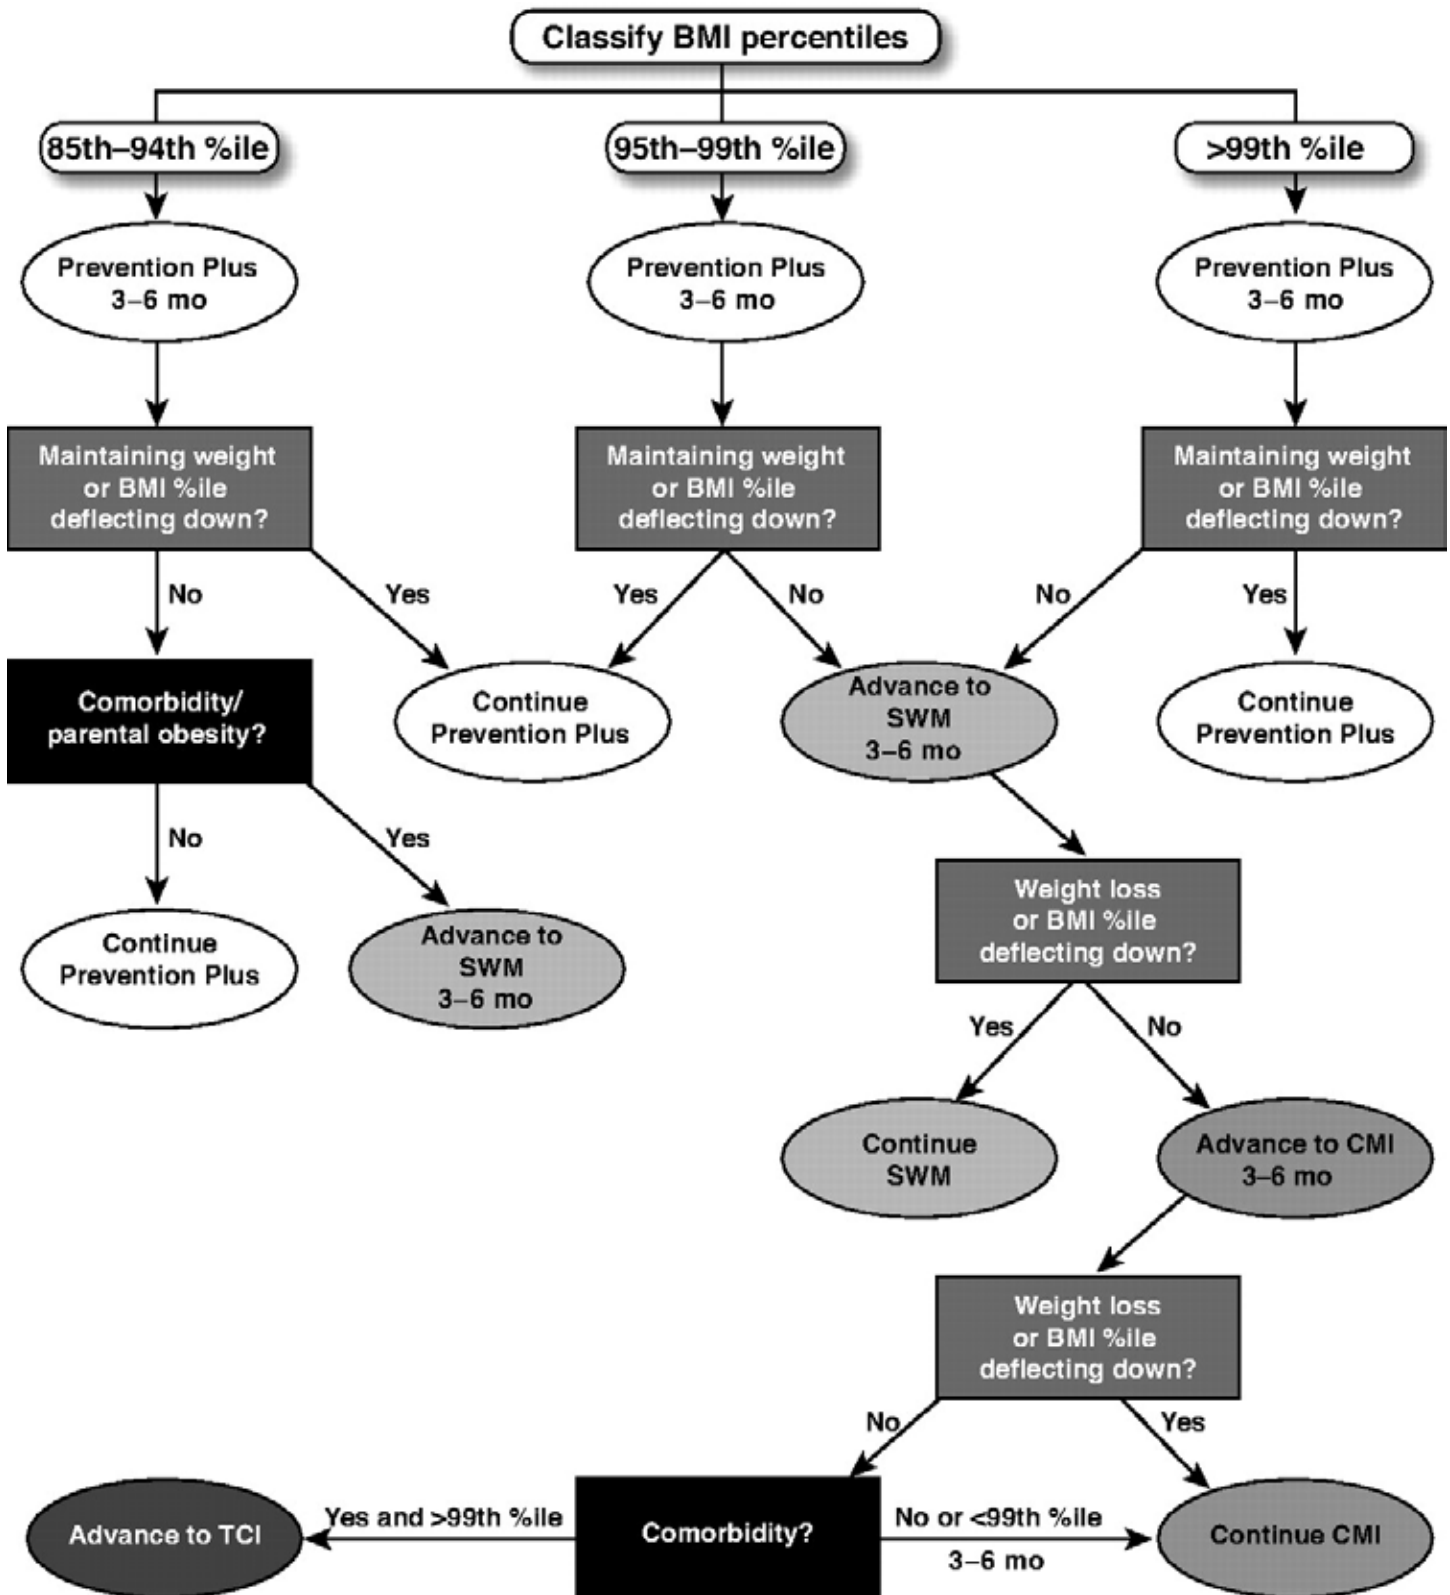 Classify BMI percentiles
85th–94th %ile
95th–99th %ile
>99th %ile
Prevention Plus
3–6 mo
Prevention Plus
3–6 mo
Prevention Plus
3–6 mo
Maintaining weight
or BMI %ile
deflecting down?
Maintaining weight
or BMI %ile
deflecting down?
Maintaining weight
or BMI %ile
deflecting down?
No
Yes
Yes
No
No
Yes
Comorbidity/
parental obesity?
Continue
Prevention Plus
Advance to
SWM
3–6 mo
Continue
Prevention Plus
No
Yes
Continue
Prevention Plus
Advance to
SWM
3–6 mo
Weight loss
or BMI %ile
deflecting down?
Yes
No
Continue
SWM
Advance to CMI
3–6 mo
Weight loss
or BMI %ile
deflecting down?
No
Yes
Advance to TCI
Yes and >99th %ile
Comorbidity?
No or <99th %ile
3–6 mo
Continue CMI